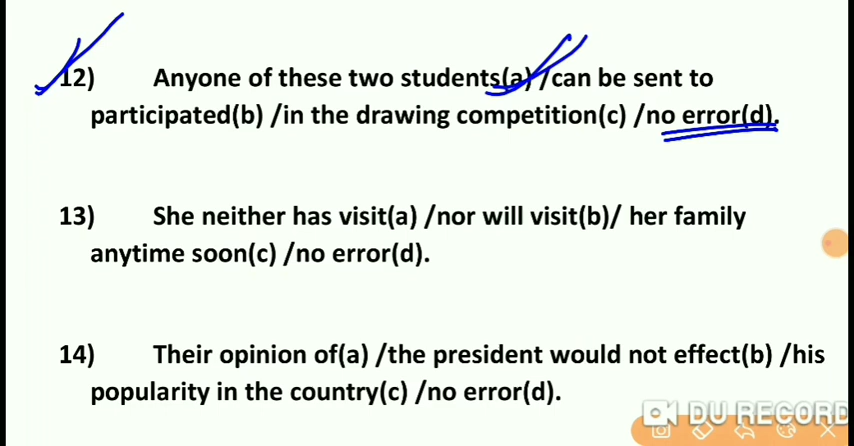 12) Anyone of these two students(a) /can be sent to
participated(b) /in the drawing competition(c) /no error(d).
13) She neither has visit(a) /nor will visit(b)/ her family
anytime soon(c) /no error(d).
14) Their opinion of(a) /the president would not effect(b) /his
popularity in the country(c) /no error(d).
DU RECORD